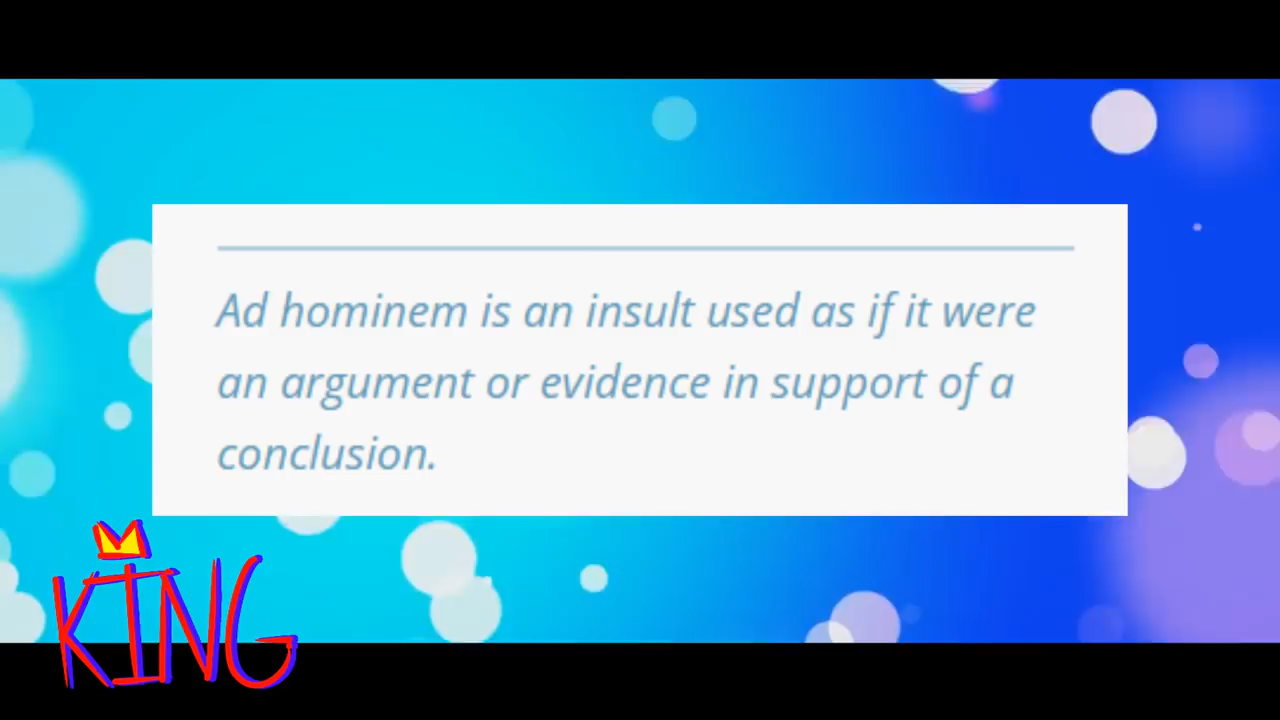 Ad hominem is an insult used as if it were
an argument or evidence in support of a
conclusion.
KING